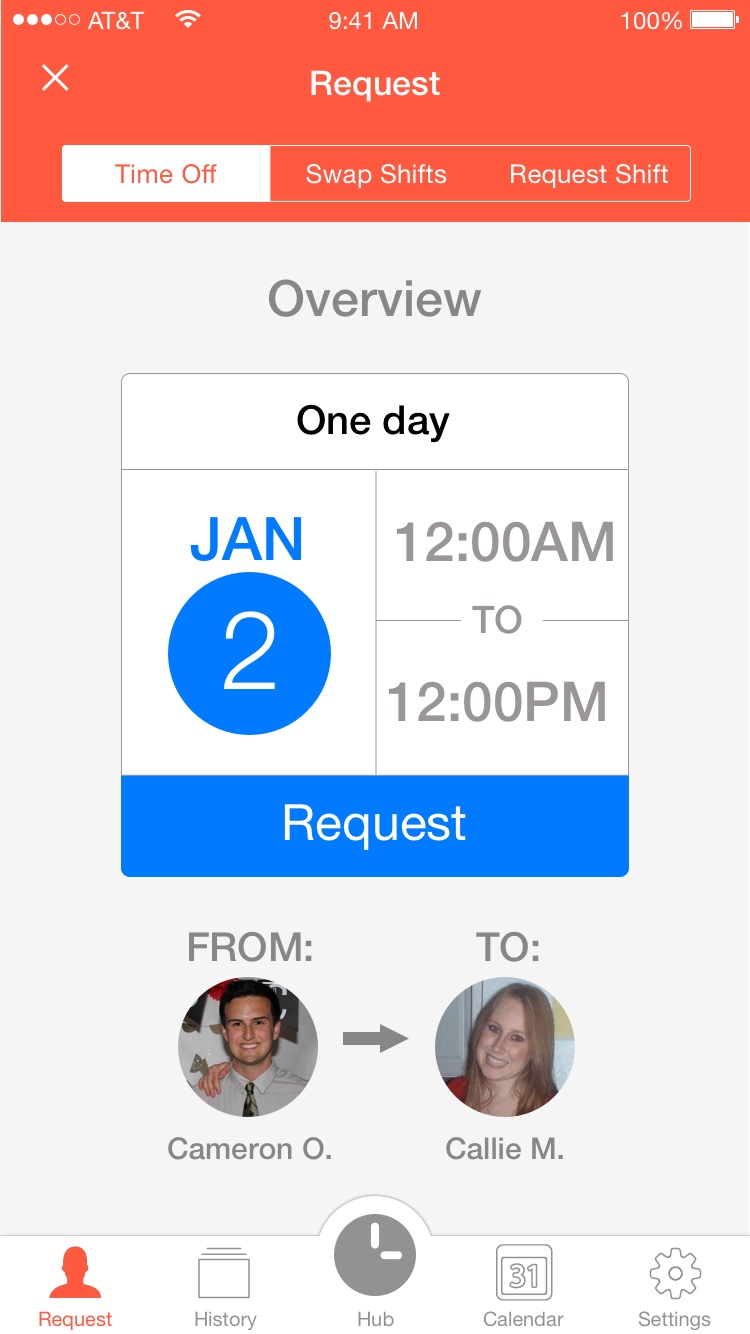 AT&T 9:41 AM 100%
Request
Time Off Swap Shifts Request Shift
Overview
One day
JAN
2
12:00AM
TO
12:00PM
Request
FROM: TO:
Cameron O. Callie M.
31
Request History Hub Calendar Settings